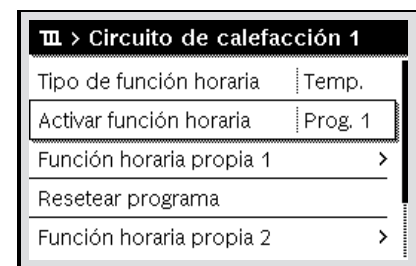 > Circuito de calefacción 1
Tipo de función horaria Temp.
Activar función horaria Prog. 1
Función horaria propia 1 >
Resetear programa
Función horaria propia 2 >